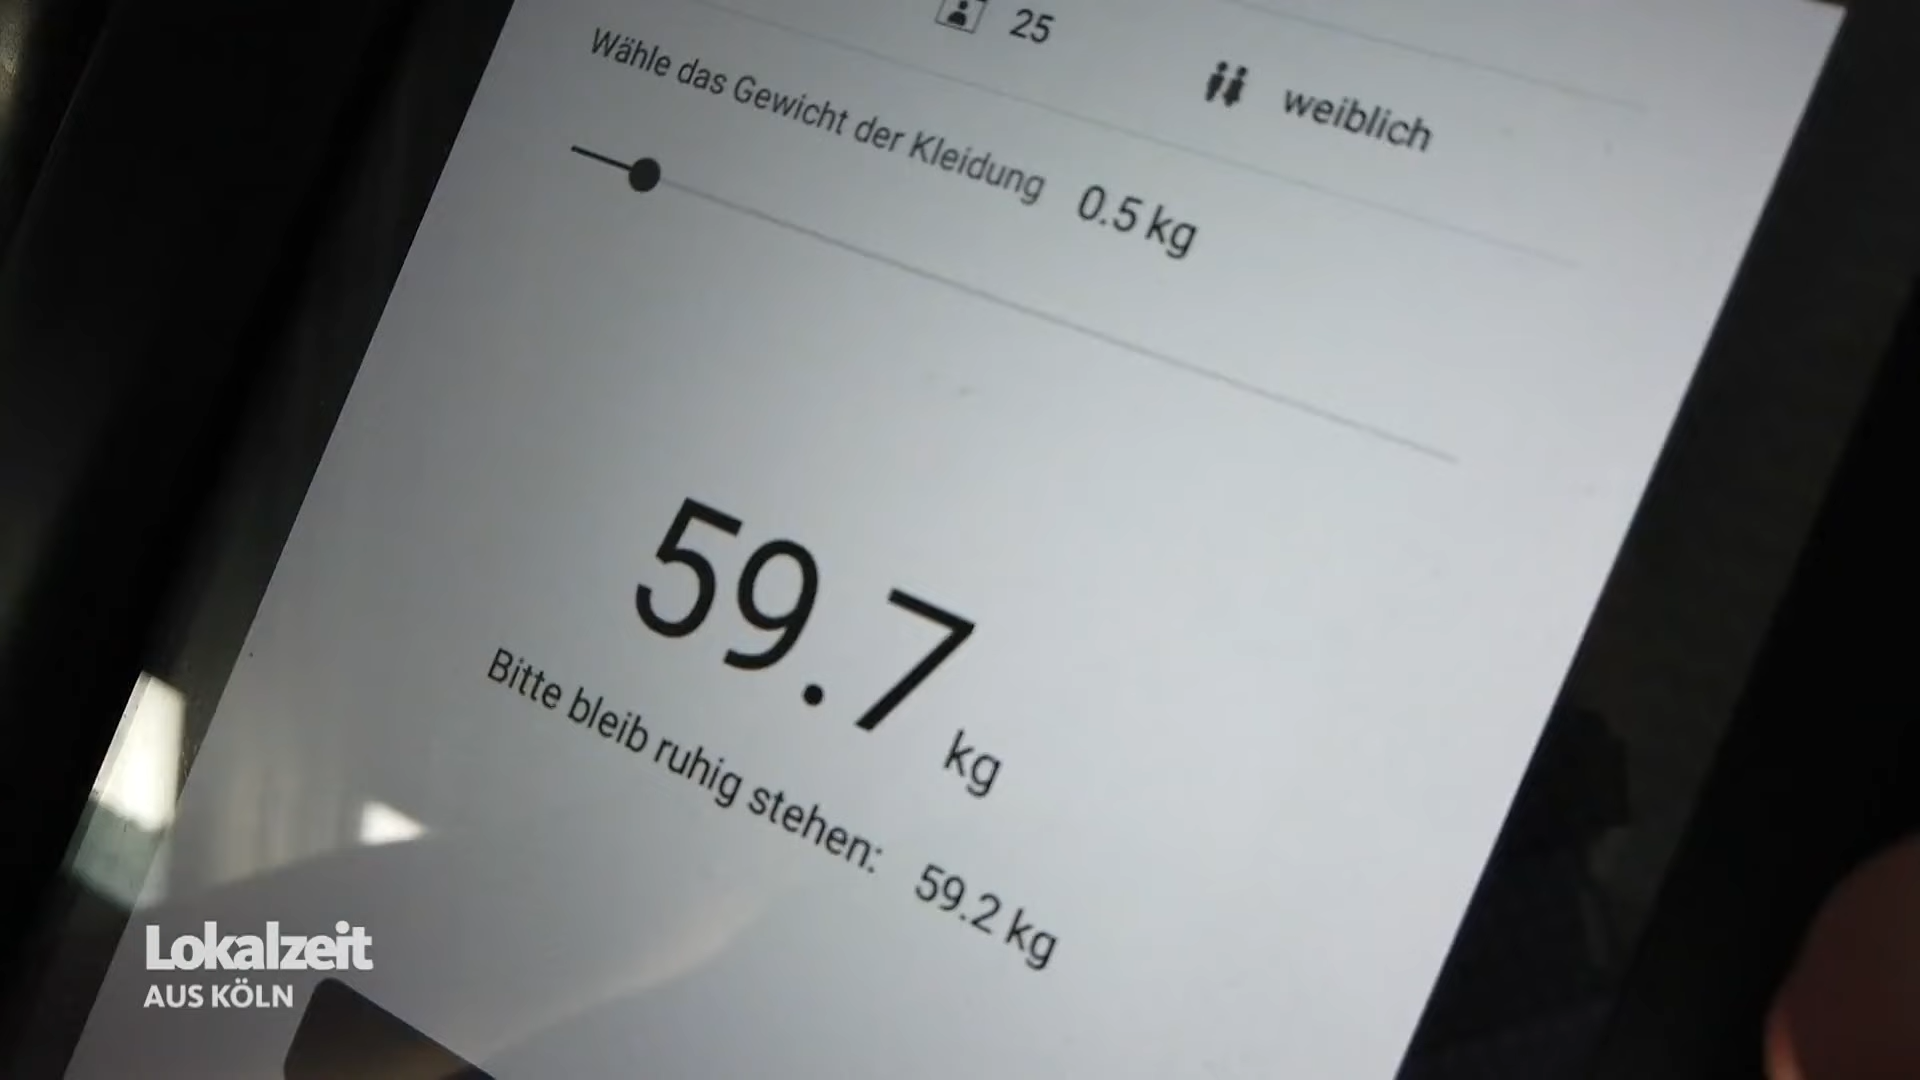 25
weiblich
Wähle das Gewicht der Kleidung 0.5 kg
59.7 kg
Bitte bleib ruhig stehen: 59.2 kg
Lokalzeit
AUS KÖLN